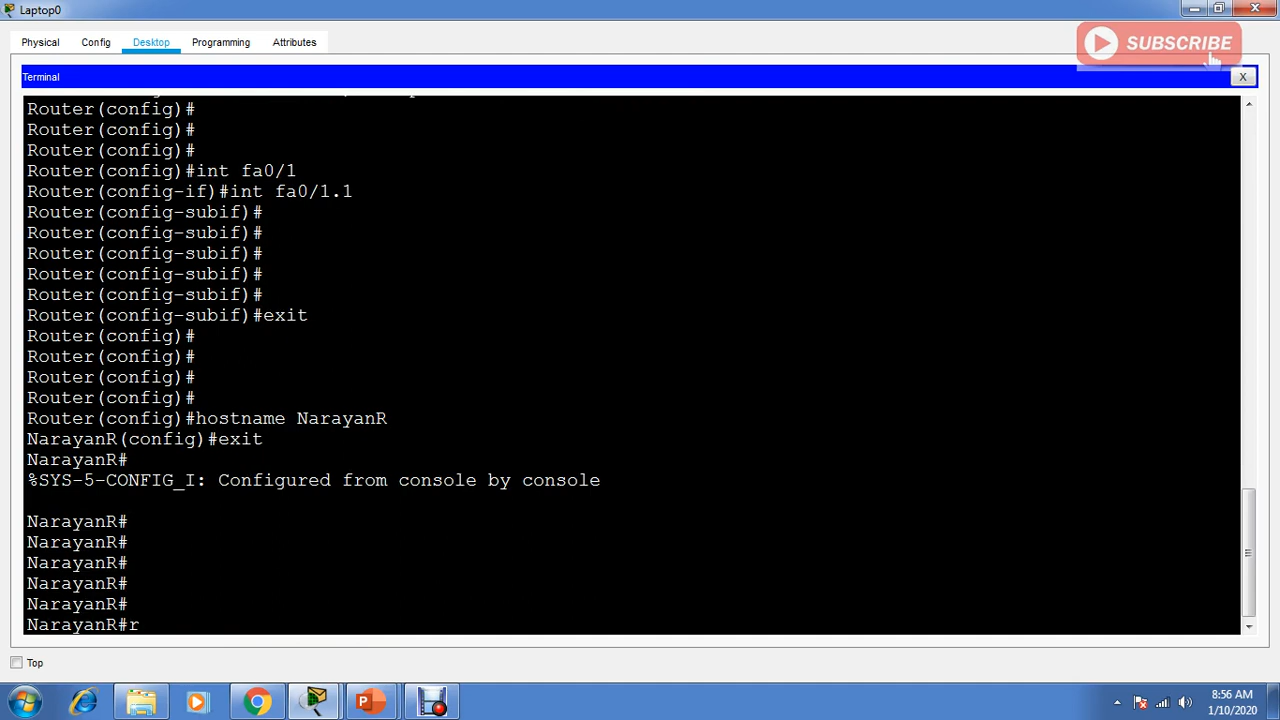 Laptop0
Physical Config Desktop Programming Attributes
SUBSCRIBE
Terminal
X
Router(config)#
Router(config)#
Router(config)#
Router(config)#int fa0/1
Router(config-if)#int fa0/1.1
Router(config-subif)#
Router(config-subif)#
Router(config-subif)#
Router(config-subif)#
Router(config-subif)#
Router(config-subif)#exit
Router(config)#
Router(config)#
Router(config)#
Router(config)#
Router(config)#hostname NarayanR
NarayanR(config)#exit
NarayanR#
%SYS-5-CONFIG_I: Configured from console by console
NarayanR#
NarayanR#
NarayanR#
NarayanR#
NarayanR#
NarayanR#r
Top
8:56 AM
1/10/2020